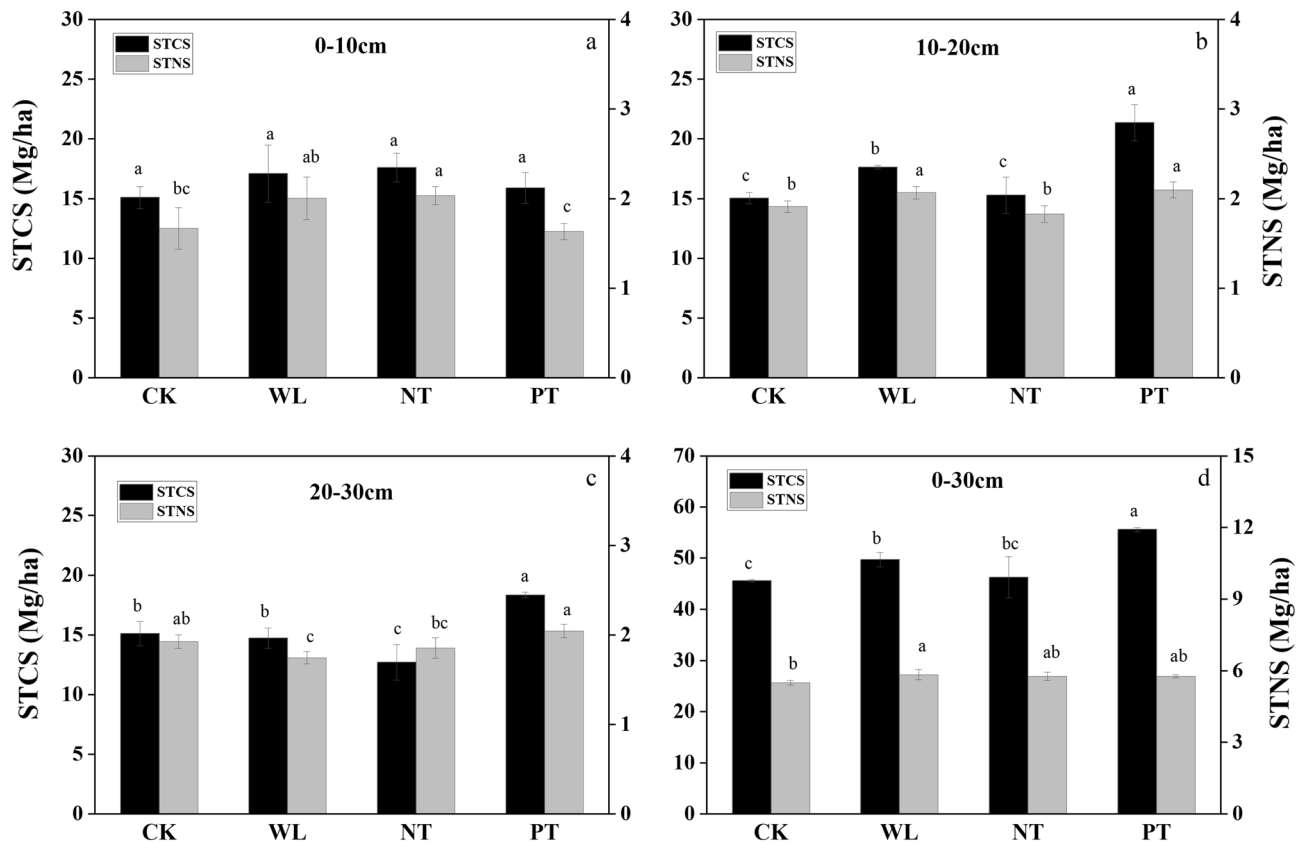 STCS (Mg/ha)
30
25
20
15
10
5
0
STCS
STNS
0-10cm
a
a
bc
a
ab
a
a
a
c
CK
WL
NT
PT
4
3
2
1
0
30
25
20
15
10
5
0
STCS
STNS
10-20cm
b
c
b
b
a
c
b
a
a
CK
WL
NT
PT
4
3
2
1
0
STNS (Mg/ha)
STCS (Mg/ha)
30
25
20
15
10
5
0
STCS
STNS
20-30cm
c
b
ab
b
c
c
bc
a
a
CK
WL
NT
PT
4
3
2
1
0
70
60
50
40
30
20
10
0
STCS
STNS
0-30cm
d
c
b
b
a
bc
ab
a
ab
CK
WL
NT
PT
15
12
9
6
3
0
STNS (Mg/ha)